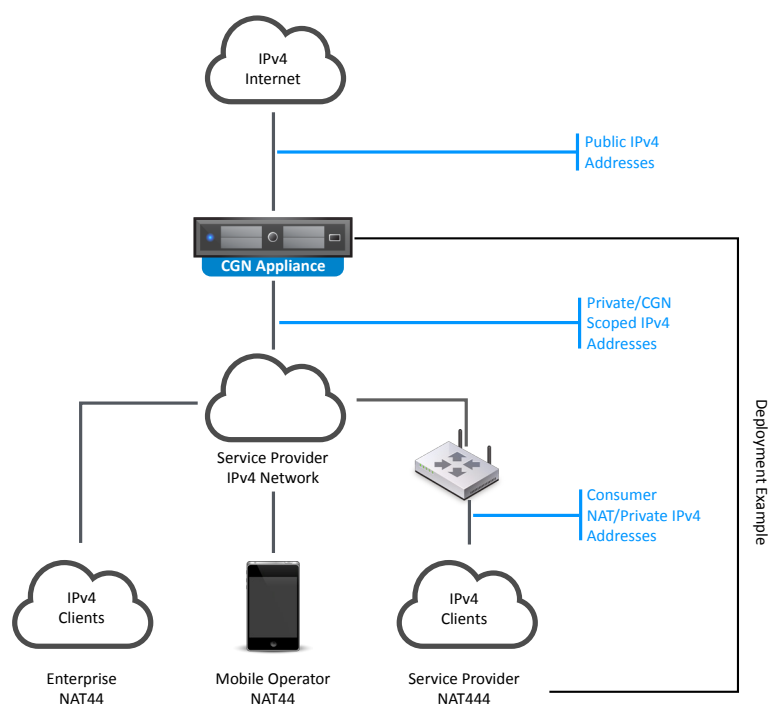 IPv4
Internet
Public IPv4
Addresses
CGN Appliance
Private/CGN
Scoped IPv4
Addresses
Service Provider
IPv4 Network
Consumer
NAT/Private IPv4
Addresses
Deployment Example
IPv4
Clients
IPv4
Clients
Enterprise
NAT44
Mobile Operator
NAT44
Service Provider
NAT444